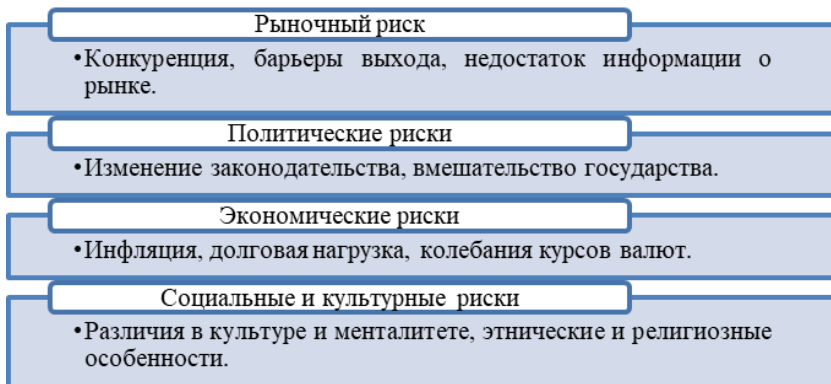 Рыночный риск
•Конкуренция, барьеры выхода, недостаток информации о
рынке.
Политические риски
•Изменение законодательства, вмешательство государства.
Экономические риски
•Инфляция, долговая нагрузка, колебания курсов валют.
Социальные и культурные риски
•Различия в культуре и менталитете, этнические и религиозные
особенности.